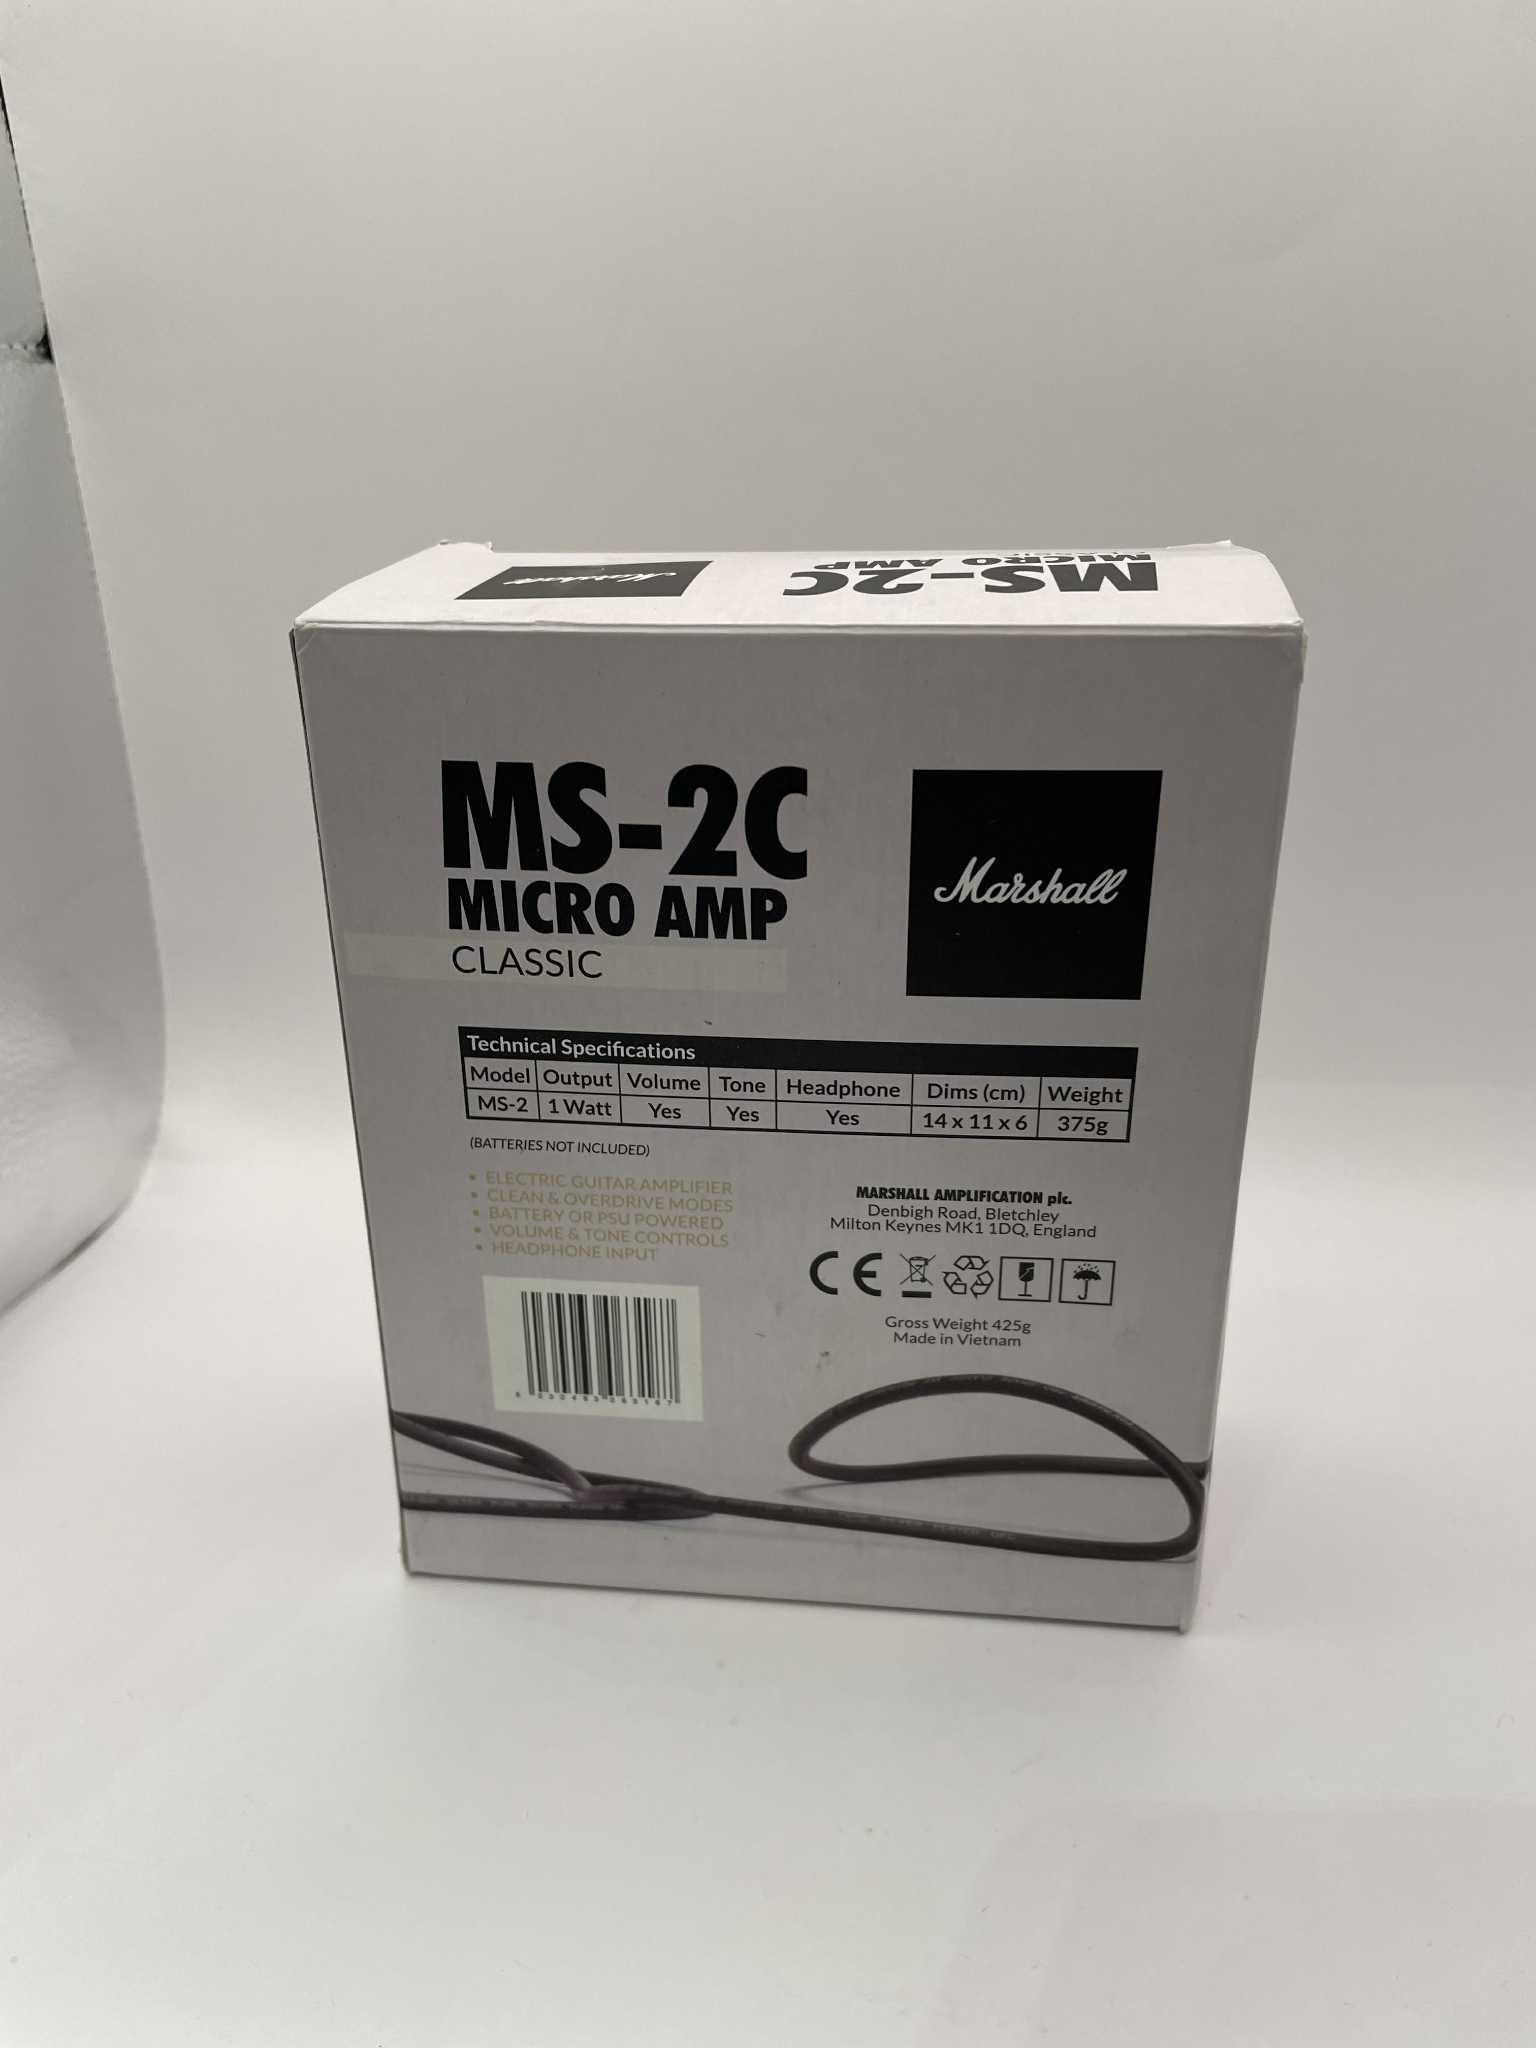 Marshall
MS-2C
MICRO AMP
MS-2C
MICRO AMP
CLASSIC
Marshall
Technical Specifications
Model Output Volume Tone Headphone Dims (cm) Weight
MS-2 1 Watt Yes Yes Yes 14 x 11 x 6 375g
(BATTERIES NOT INCLUDED)
• ELECTRIC GUITAR AMPLIFIER
• CLEAN & OVERDRIVE MODES
• BATTERY OR PSU POWERED
• VOLUME & TONE CONTROLS
• HEADPHONE INPUT
MARSHALL AMPLIFICATION plc.
Denbigh Road, Bletchley
Milton Keynes MK1 1DQ, England
CE
Gross Weight 425g
Made in Vietnam